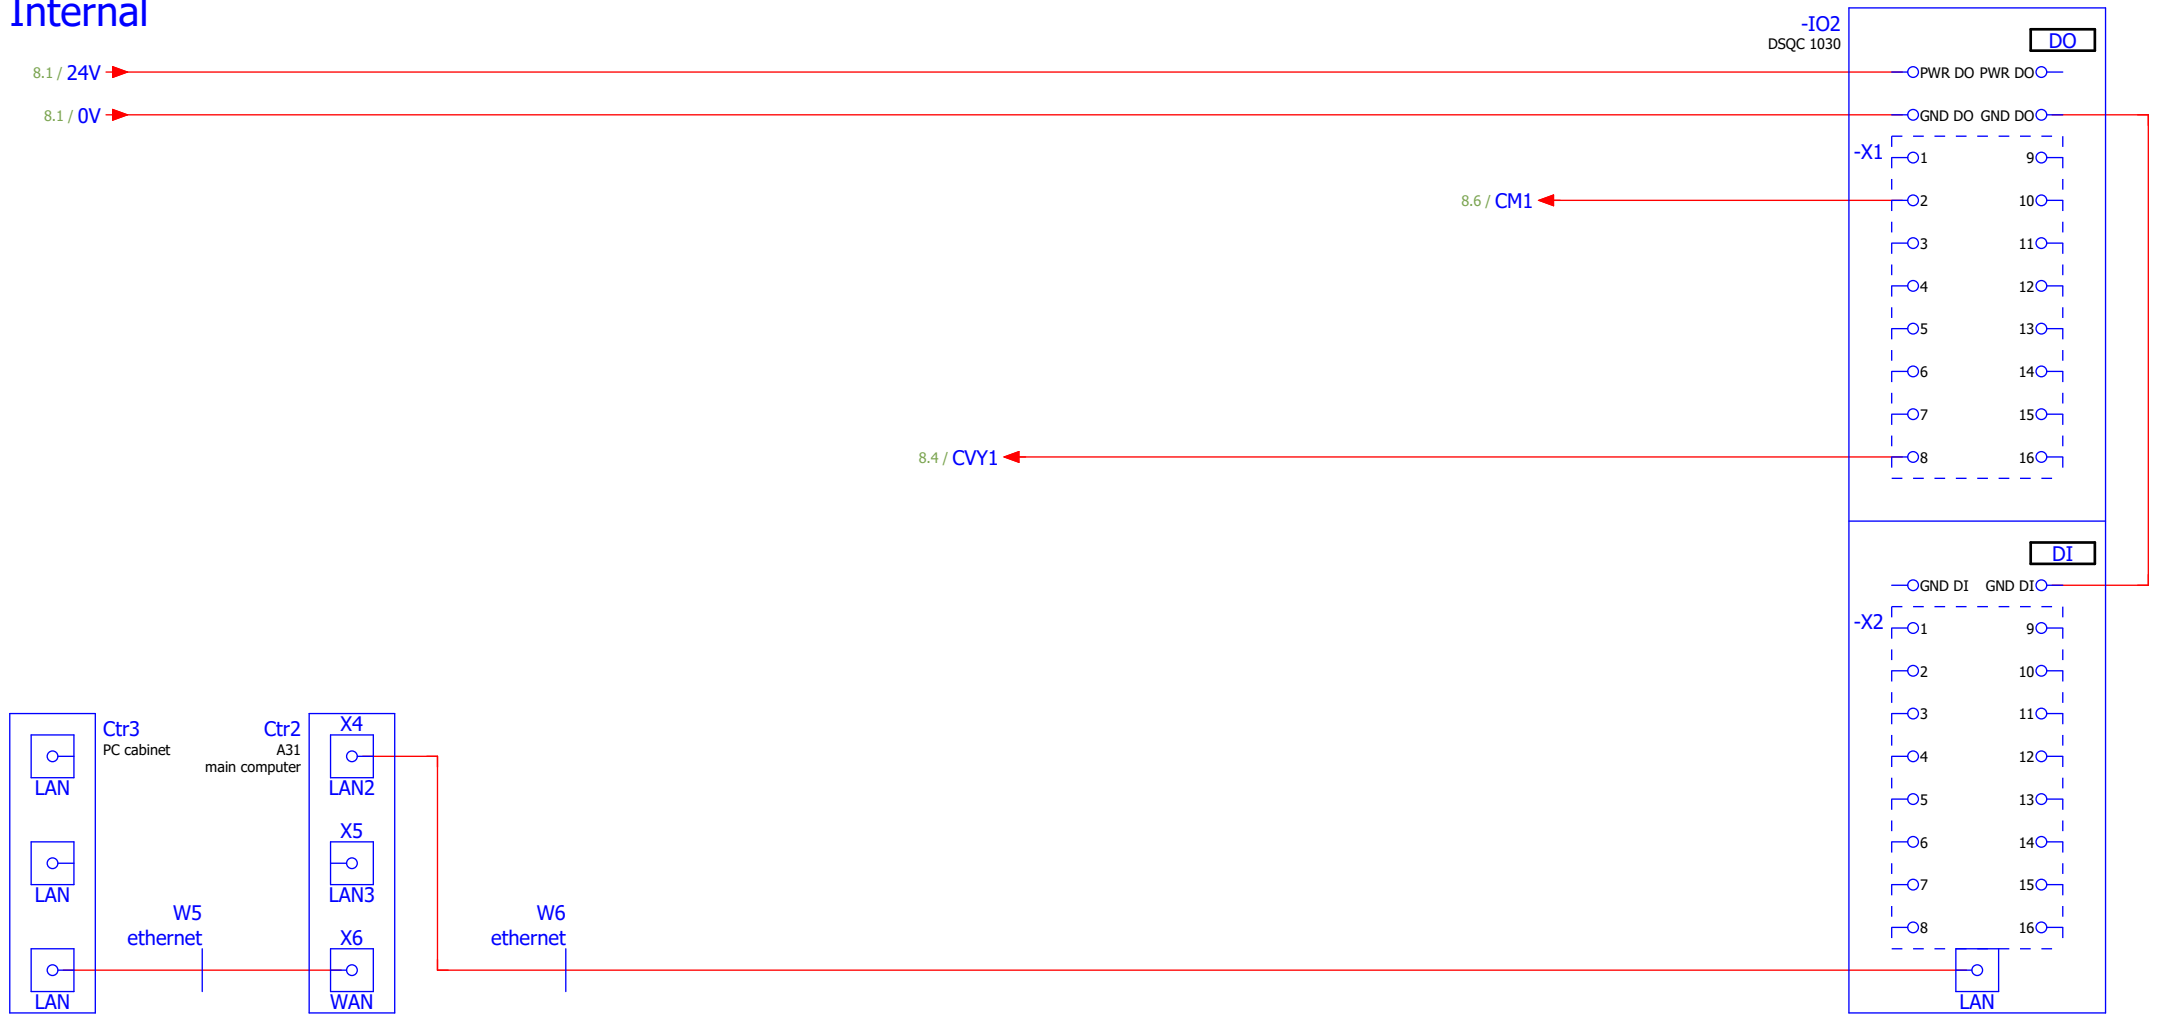 Internal
-IO2
DSQC 1030
DO
8.1 / 24V
PWR DO PWR DO
8.1 / 0V
GND DO GND DO
-X1
1 9
8.6 / CM1
2 10
3 11
4 12
5 13
6 14
7 15
8.4 / CVY1
8 16
DI
GND DI GND DI
-X2
1 9
2 10
3 11
4 12
5 13
6 14
7 15
8 16
LAN
Ctr3
PC cabinet
LAN
LAN
LAN
W5
ethernet
Ctr2
A31
main computer
X4
LAN2
X5
LAN3
X6
WAN
W6
ethernet